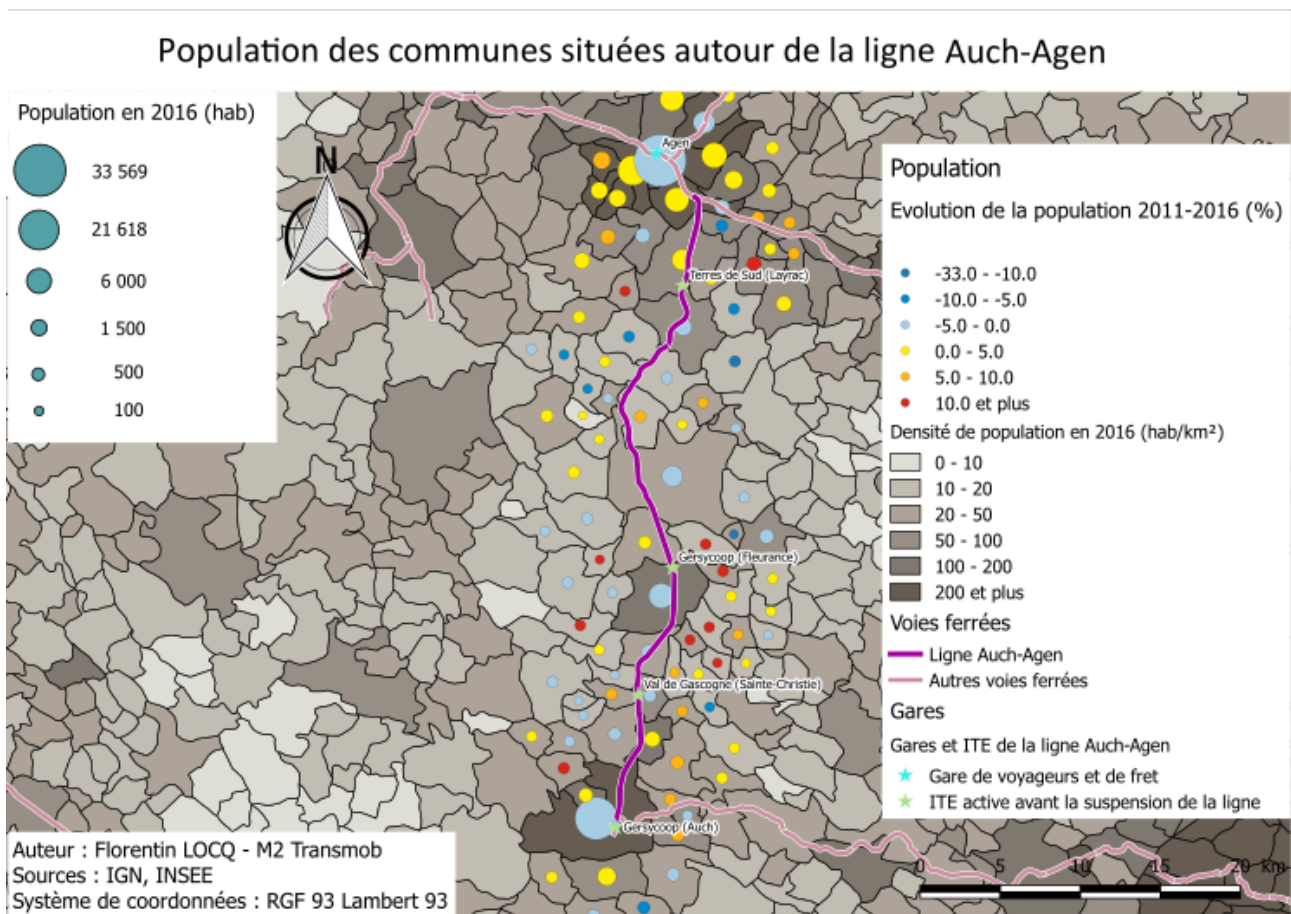 Population des communes situées autour de la ligne Auch-Agen
Population en 2016 (hab)
33 569
21 618
6 000
1 500
500
100
N
Agen
Terres de Sud (Layrac)
Gersycoop (Fleurance)
Val de Gascogne (Sainte-Christie)
Gersycoop (Auch)
Population
Evolution de la population 2011-2016 (%)
-33.0 - -10.0
-10.0 - -5.0
-5.0 - 0.0
0.0 - 5.0
5.0 - 10.0
10.0 et plus
Densité de population en 2016 (hab/km²)
0 - 10
10 - 20
20 - 50
50 - 100
100 - 200
200 et plus
Voies ferrées
Ligne Auch-Agen
Autres voies ferrées
Gares
Gares et ITE de la ligne Auch-Agen
Gare de voyageurs et de fret
ITE active avant la suspension de la ligne
Auteur : Florentin LOCQ - M2 Transmob
Sources : IGN, INSEE
Système de coordonnées : RGF 93 Lambert 93
0 5 10 15 20 km